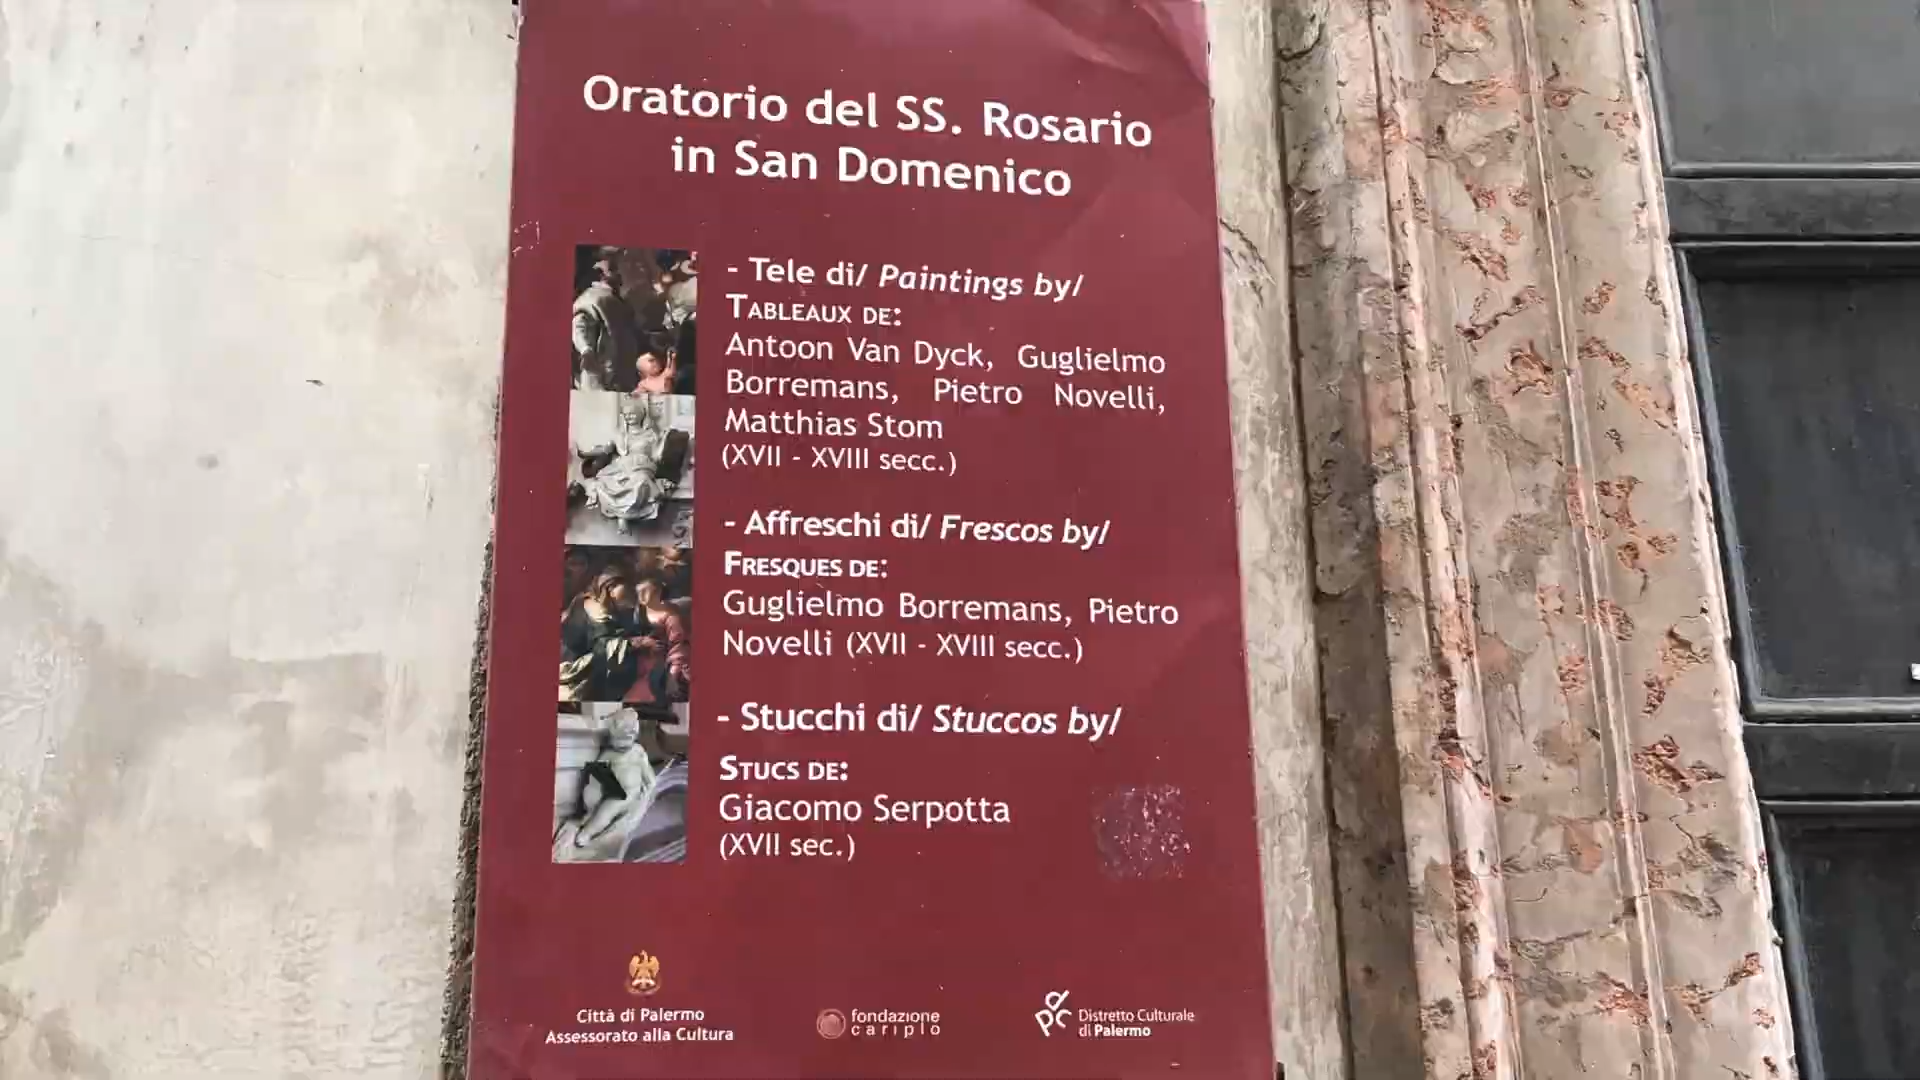 Oratorio del SS. Rosario
in San Domenico
- Tele di/ Paintings by/
TABLEAUX DE:
Antoon Van Dyck, Guglielmo
Borremans, Pietro Novelli,
Matthias Stom
(XVII - XVIII secc.)
- Affreschi di/ Frescos by/
FRESQUES DE:
Guglielmo Borremans, Pietro
Novelli (XVII - XVIII secc.)
- Stucchi di/ Stuccos by/
STUCS DE:
Giacomo Serpotta
(XVII sec.)
Città di Palermo
Assessorato alla Cultura
fondazione
cariplo
dpc
Distretto Culturale
di Palermo